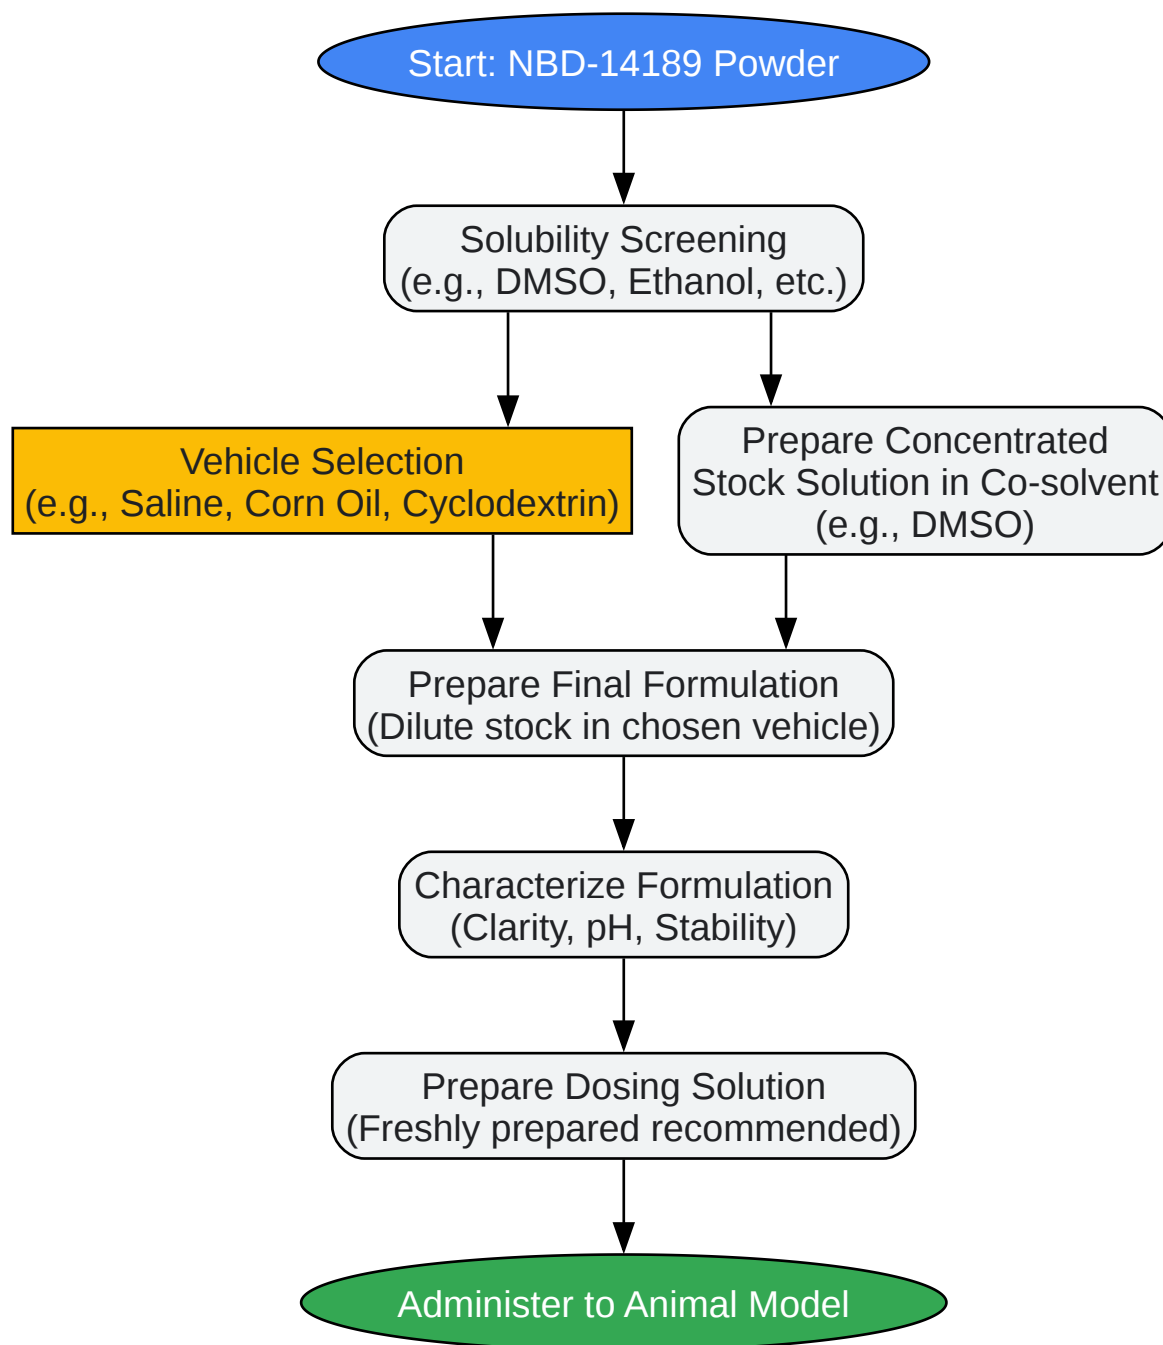 Start: NBD-14189 Powder
Solubility Screening
(e.g., DMSO, Ethanol, etc.)
Vehicle Selection
(e.g., Saline, Corn Oil, Cyclodextrin)
Prepare Concentrated
Stock Solution in Co-solvent
(e.g., DMSO)
Prepare Final Formulation
(Dilute stock in chosen vehicle)
Characterize Formulation
(Clarity, pH, Stability)
Prepare Dosing Solution
(Freshly prepared recommended)
Administer to Animal Model